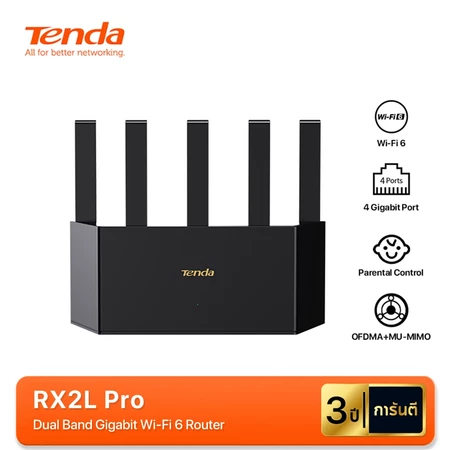 Tenda
All for better networking.
Wi-Fi 6
Wi-Fi 6
4 Ports
4 Gigabit Port
Parental Control
OFDMA+MU-MIMO
Tenda
RX2L Pro
Dual Band Gigabit Wi-Fi 6 Router
3 ปี
การันตี